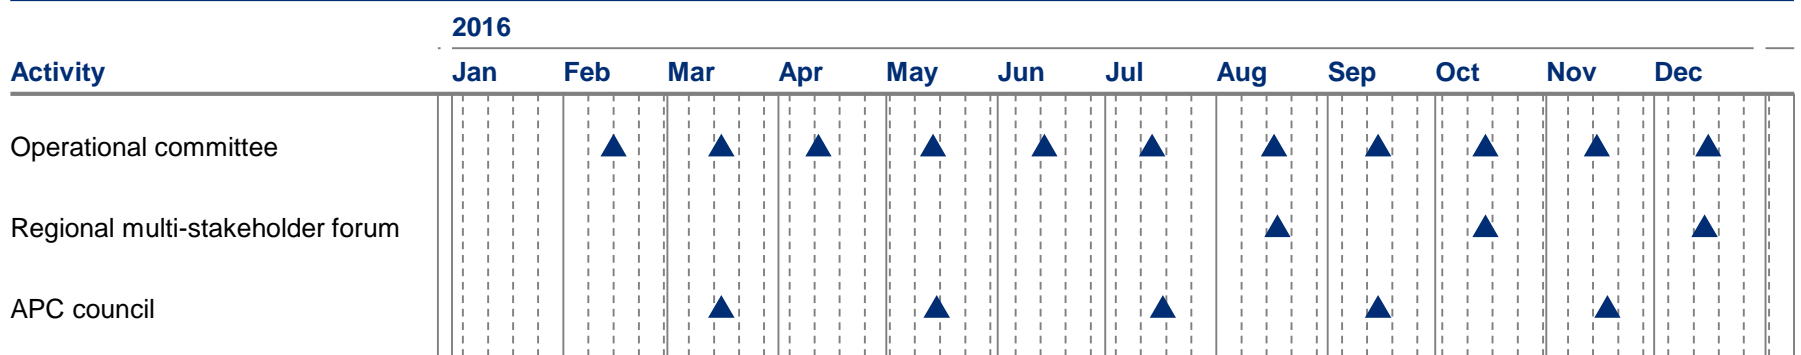 2016
Activity Jan Feb Mar Apr May Jun Jul Aug Sep Oct Nov Dec
Operational committee
Regional multi-stakeholder forum
APC council